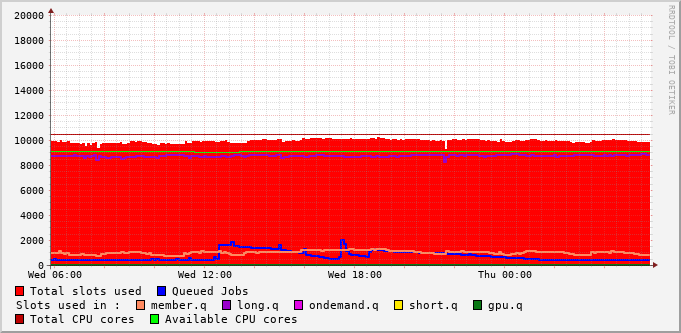 RRDTOOL / TOBI OETIKER
20000
18000
16000
14000
12000
10000
8000
6000
4000
2000
0
Wed 06:00 Wed 12:00 Wed 18:00 Thu 00:00
Total slots used Queued Jobs
Slots used in : member.q long.q ondemand.q short.q gpu.q
Total CPU cores Available CPU cores